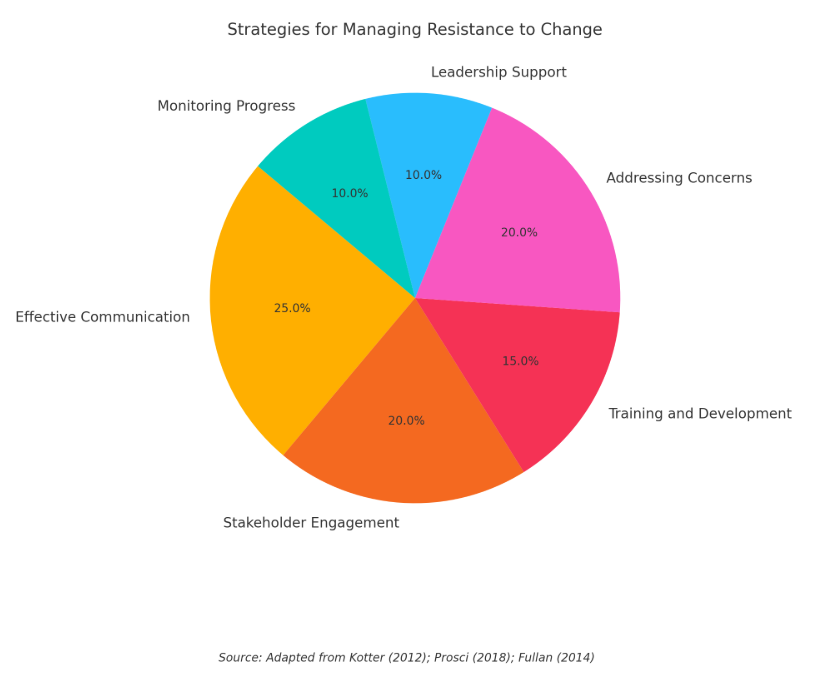 Strategies for Managing Resistance to Change
Leadership Support
Monitoring Progress
10.0%
10.0%
Addressing Concerns
20.0%
Effective Communication
25.0%
15.0%
Training and Development
20.0%
Stakeholder Engagement
Source: Adapted from Kotter (2012); Prosci (2018); Fullan (2014)